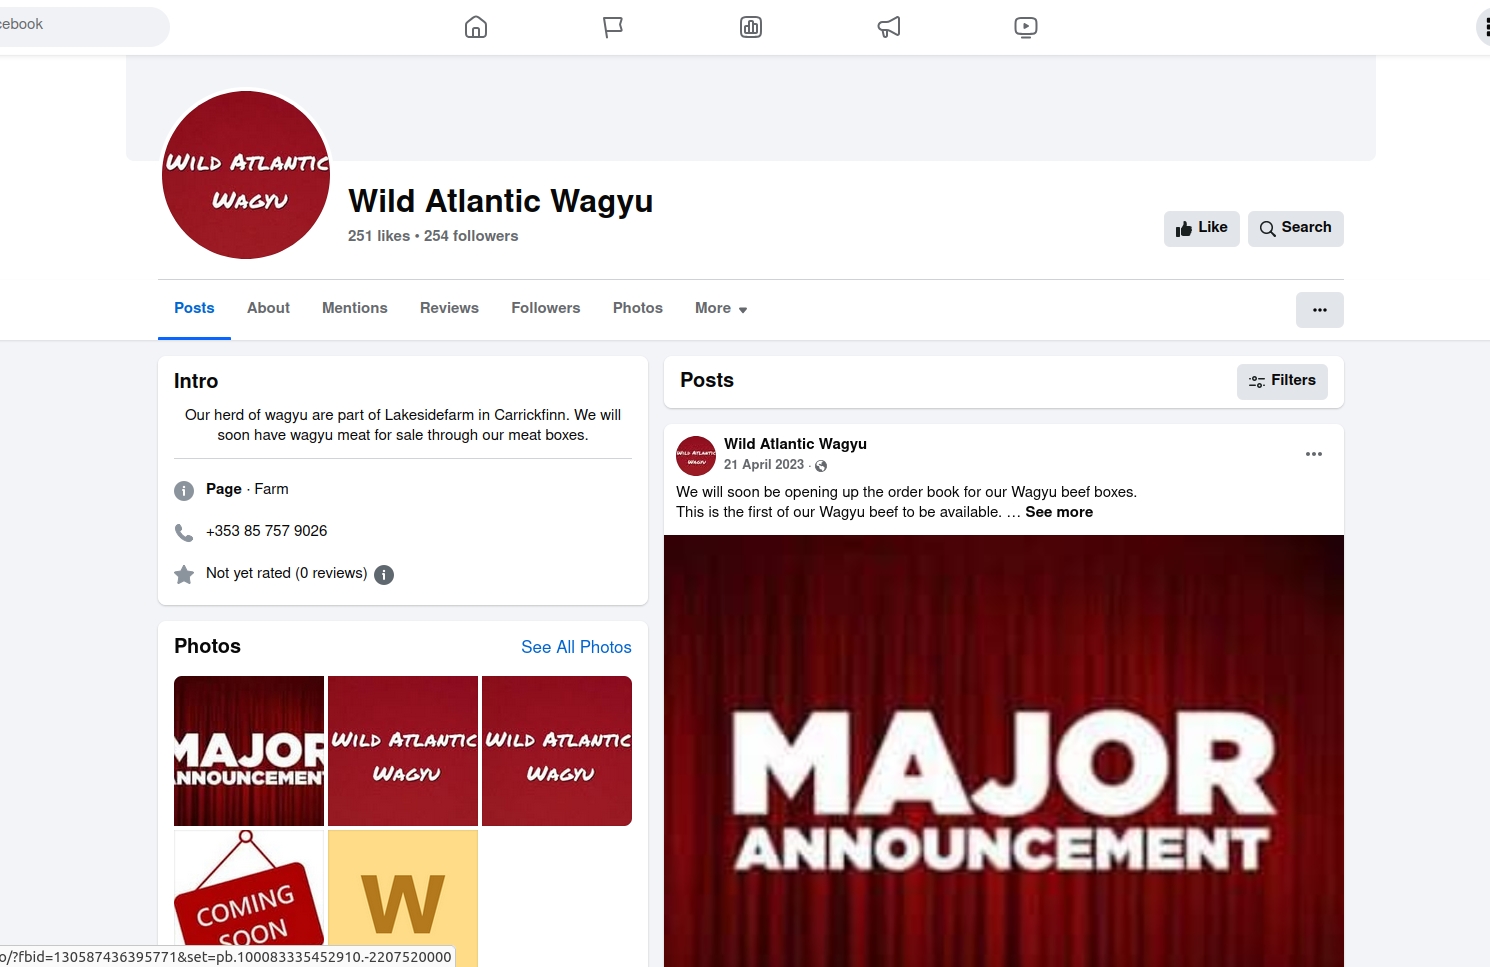 cebook
WILD ATLANTIC
WAGYU
Wild Atlantic Wagyu
251 likes • 254 followers
Like
Search
Posts
About
Mentions
Reviews
Followers
Photos
More
Intro
Our herd of wagyu are part of Lakesidefarm in Carrickfinn. We will
soon have wagyu meat for sale through our meat boxes.
Page · Farm
+353 85 757 9026
Not yet rated (0 reviews)
Photos
See All Photos
MAJOR
NNOUNCEMEN
WILD ATLANTIC
WAGYU
WILD ATLANTIC
WAGYU
COMING
SOON
W
Posts
Filters
WILD ATLANTIC
WAGYU
Wild Atlantic Wagyu
21 April 2023 ·
We will soon be opening up the order book for our Wagyu beef boxes.
This is the first of our Wagyu beef to be available. … See more
MAJOR
ANNOUNCEMENT
o/?fbid=130587436395771&set=pb.100083335452910.-2207520000